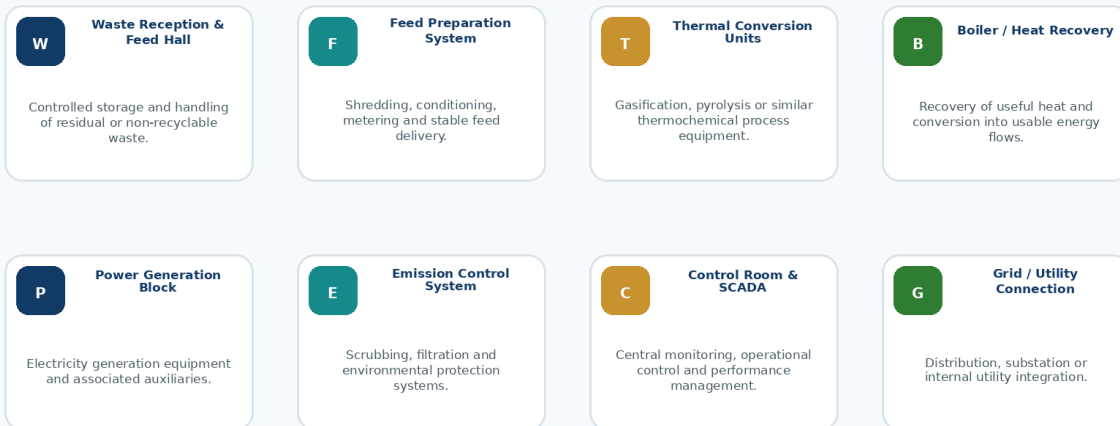 W
Waste Reception &
Feed Hall
Controlled storage and handling
of residual or non-recyclable
waste.
F
Feed Preparation
System
Shredding, conditioning,
metering and stable feed
delivery.
T
Thermal Conversion
Units
Gasification, pyrolysis or similar
thermochemical process
equipment.
B
Boiler / Heat Recovery
Recovery of useful heat and
conversion into usable energy
flows.
P
Power Generation
Block
Electricity generation equipment
and associated auxiliaries.
E
Emission Control
System
Scrubbing, filtration and
environmental protection
systems.
C
Control Room &
SCADA
Central monitoring, operational
control and performance
management.
G
Grid / Utility
Connection
Distribution, substation or
internal utility integration.